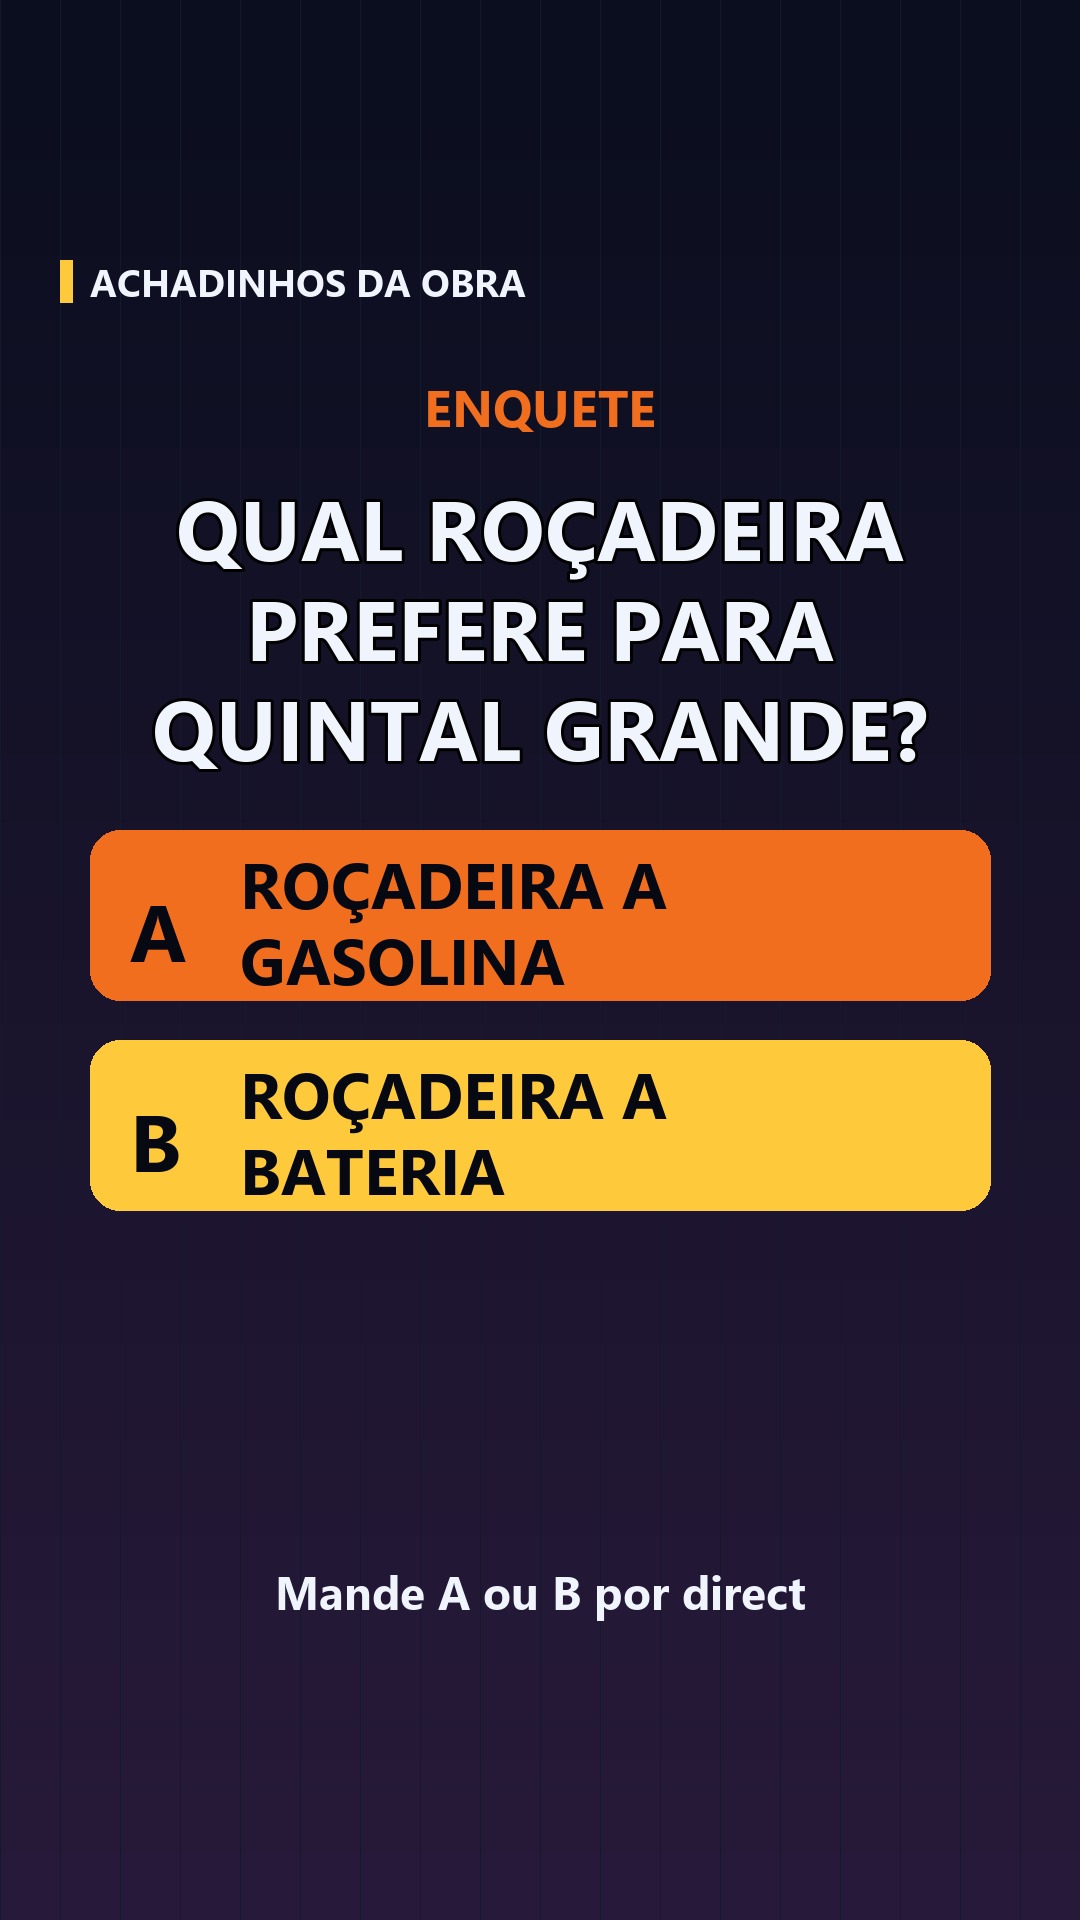 ACHADINHOS DA OBRA
ENQUETE
QUAL ROÇADEIRA
PREFERE PARA
QUINTAL GRANDE?
A
ROÇADEIRA A
GASOLINA
B
ROÇADEIRA A
BATERIA
Mande A ou B por direct